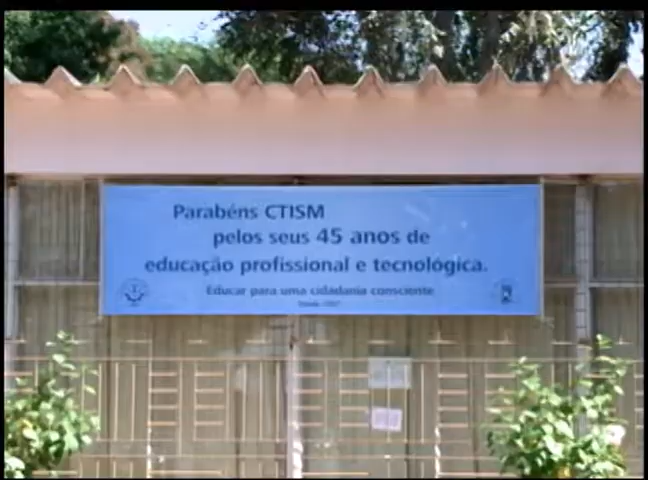 Parabéns CTISM
pelos seus 45 anos de
educação profissional e tecnológica.
Educar para uma cidadania consciente